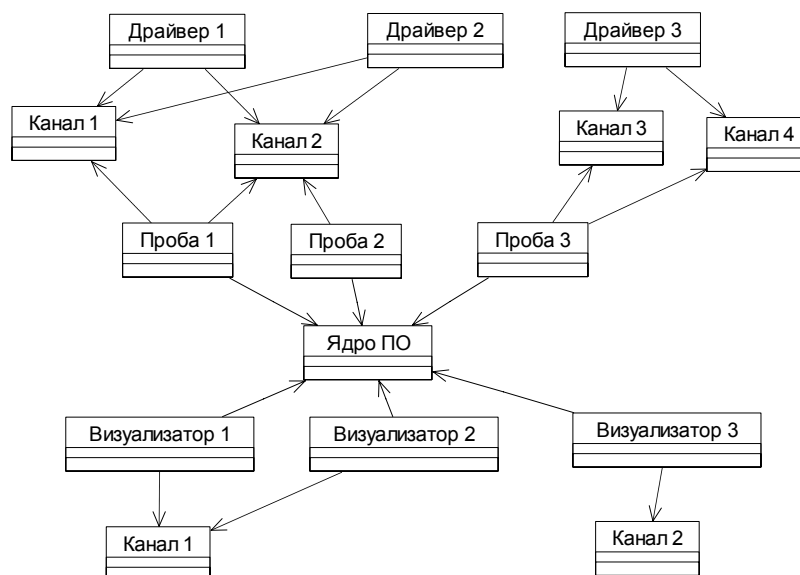 Драйвер 1
Драйвер 2
Драйвер 3
Канал 1
Канал 2
Канал 3
Канал 4
Проба 1
Проба 2
Проба 3
Ядро ПО
Визуализатор 1
Визуализатор 2
Визуализатор 3
Канал 1
Канал 2